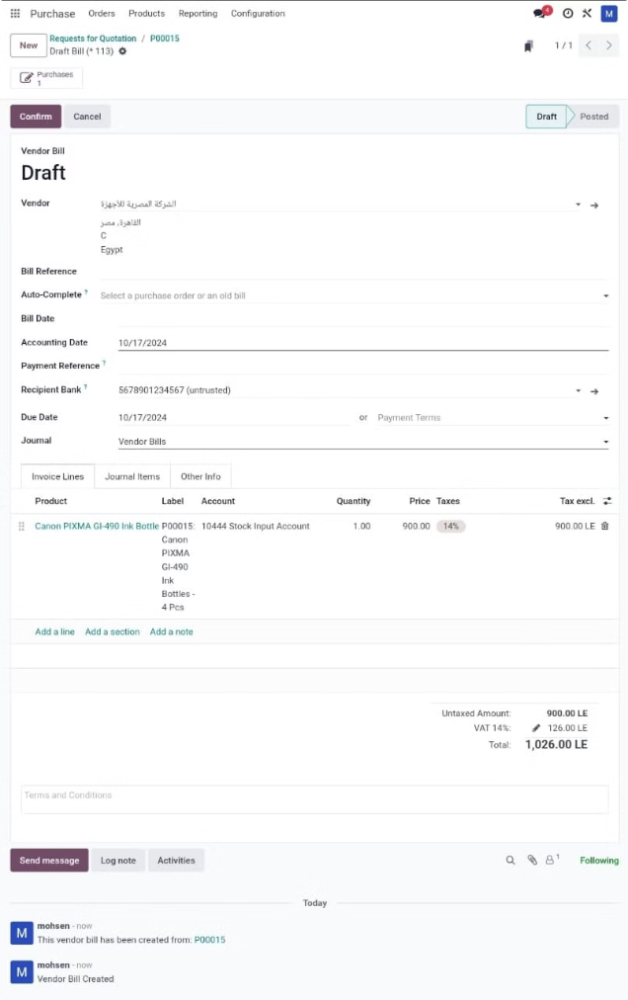 Purchase Orders Products Reporting Configuration 4 M
New Requests for Quotation / P00015
Draft Bill (* 113) 1 / 1
Purchases
1
Confirm Cancel Draft Posted
Vendor Bill
Draft
Vendor الشركة المصرية للأجهزة
القاهرة, مصر
C
Egypt
Bill Reference
Auto-Complete ? Select a purchase order or an old bill
Bill Date
Accounting Date 10/17/2024
Payment Reference ?
Recipient Bank ? 5678901234567 (untrusted)
Due Date 10/17/2024 or Payment Terms
Journal Vendor Bills
Invoice Lines Journal Items Other Info
Product Label Account Quantity Price Taxes Tax excl.
Canon PIXMA GI-490 Ink Bottle P00015: 10444 Stock Input Account 1.00 900.00 14% 900.00 LE
Canon
PIXMA
GI-490
Ink
Bottles -
4 Pcs
Add a line Add a section Add a note
Untaxed Amount: 900.00 LE
VAT 14%: 126.00 LE
Total: 1,026.00 LE
Terms and Conditions
Send message Log note Activities 1 Following
Today
M mohsen - now
This vendor bill has been created from: P00015
M mohsen - now
Vendor Bill Created